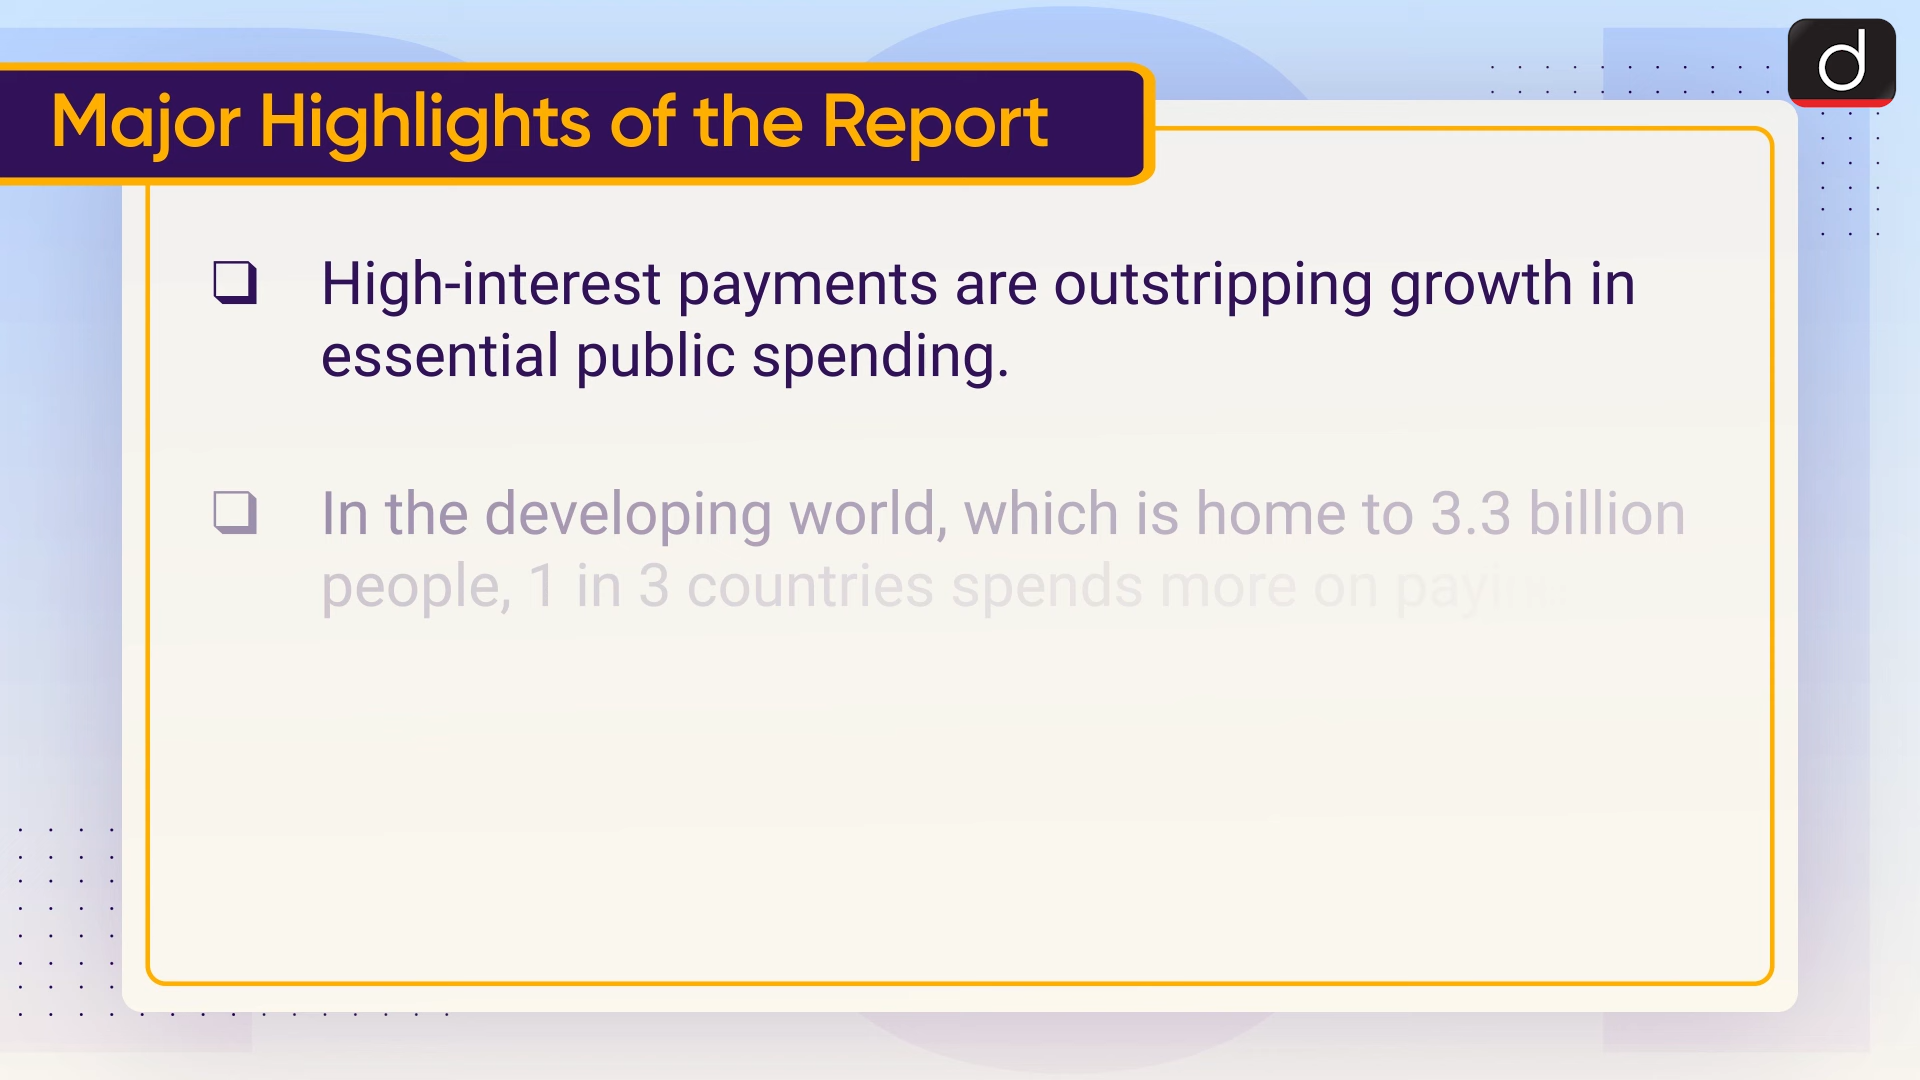 Major Highlights of the Report
d
❑ High-interest payments are outstripping growth in
essential public spending.
❑ In the developing world, which is home to 3.3 billion
people, 1 in 3 countries spends more on